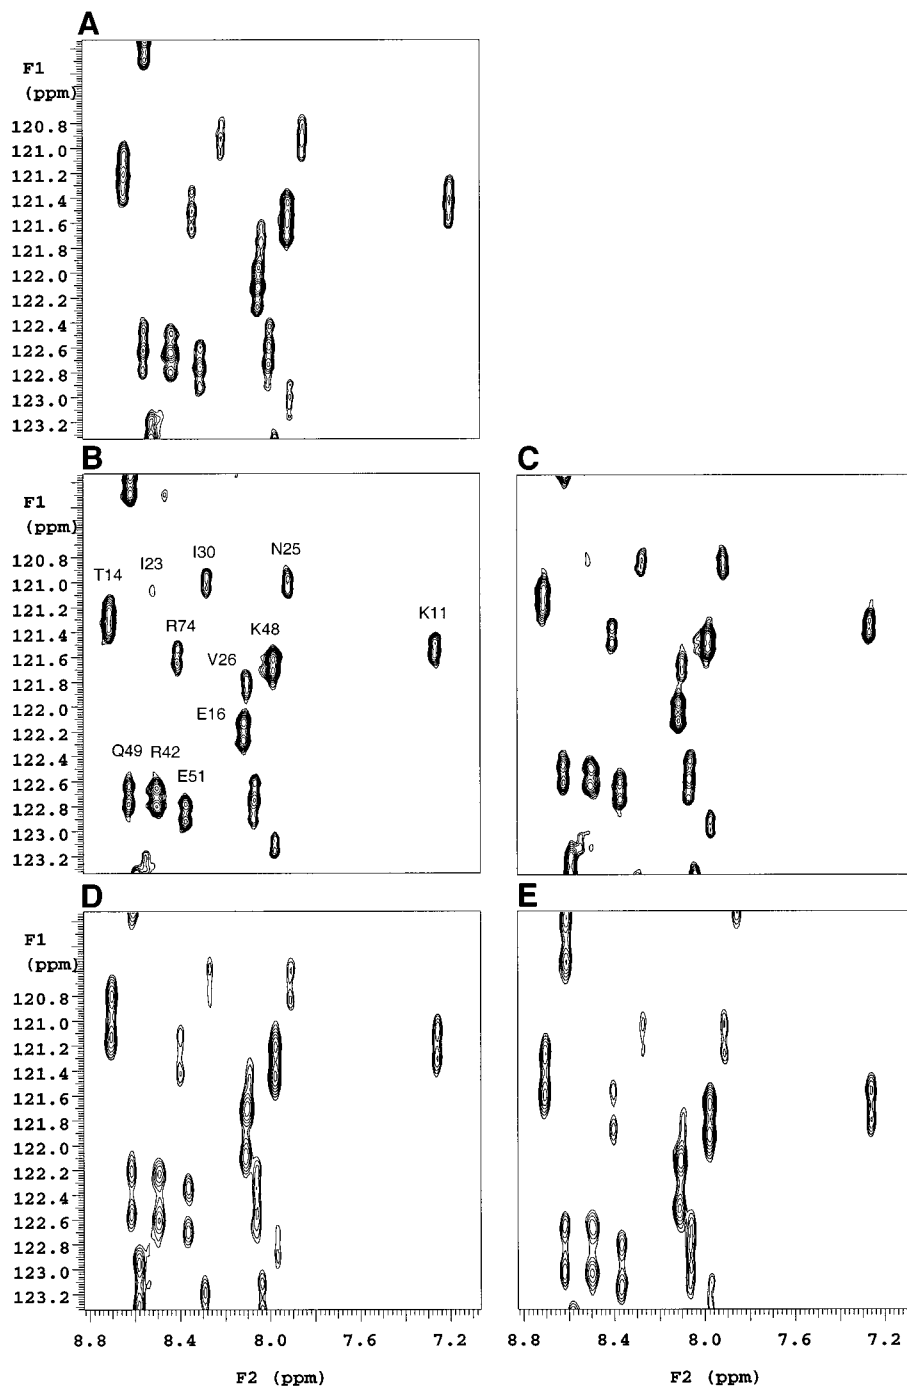 A
F1
(ppm)
120.8
121.0
121.2
121.4
121.6
121.8
122.0
122.2
122.4
122.6
122.8
123.0
123.2
B
C
F1
(ppm)
120.8
121.0
121.2
121.4
121.6
121.8
122.0
122.2
122.4
122.6
122.8
123.0
123.2
T14
I23
I30
N25
R74
K48
K11
V26
E16
Q49
R42
E51
D
E
F1
(ppm)
120.8
121.0
121.2
121.4
121.6
121.8
122.0
122.2
122.4
122.6
122.8
123.0
123.2
8.8 8.4 8.0 7.6 7.2
F2 (ppm)
8.8 8.4 8.0 7.6 7.2
F2 (ppm)